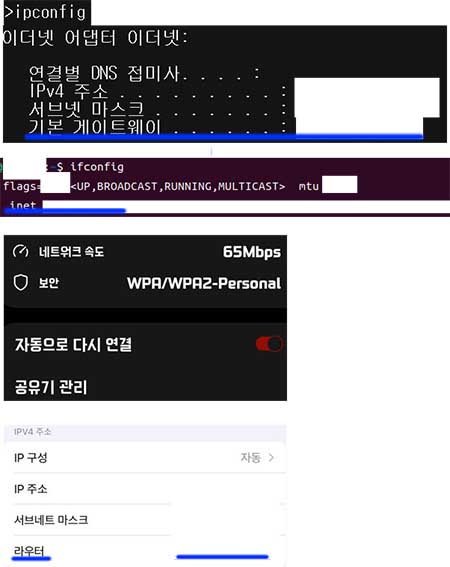 >ipconfig
이더넷 어댑터 이더넷:
연결별 DNS 접미사. . . . :
IPv4 주소 . . . . . . . . . :
서브넷 마스크 . . . . . . . :
기본 게이트웨이 . . . . . . :
:~$ ifconfig
flags= <UP,BROADCAST,RUNNING,MULTICAST> mtu
inet
네트워크 속도 65Mbps
보안 WPA/WPA2-Personal
자동으로 다시 연결
공유기 관리
IPV4 주소
IP 구성 자동 >
IP 주소
서브네트 마스크
라우터